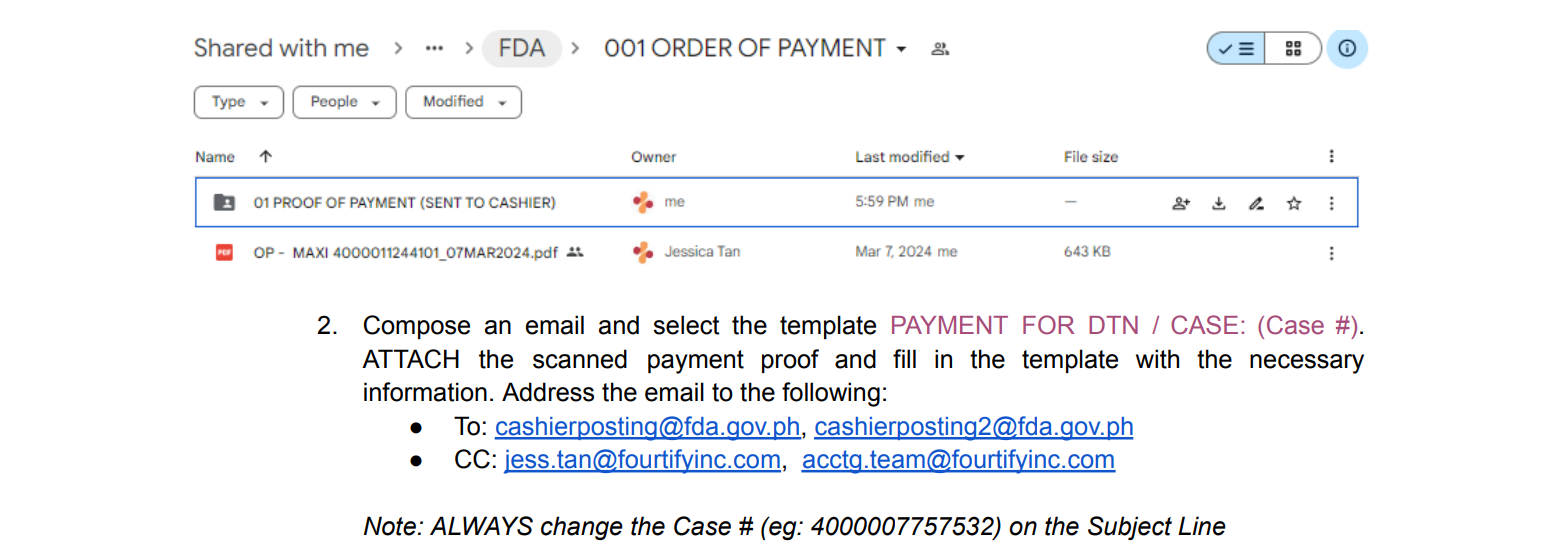 Shared with me > ... > FDA > 001 ORDER OF PAYMENT
Type People Modified
Name Owner Last modified File size
01 PROOF OF PAYMENT (SENT TO CASHIER) me 5:59 PM me —
PDF OP - MAXI 4000011244101_07MAR2024.pdf Jessica Tan Mar 7, 2024 me 643 KB
2. Compose an email and select the template PAYMENT FOR DTN / CASE: (Case #).
ATTACH the scanned payment proof and fill in the template with the necessary
information. Address the email to the following:
● To: cashierposting@fda.gov.ph, cashierposting2@fda.gov.ph
● CC: jess.tan@fourtifyinc.com, acctg.team@fourtifyinc.com
Note: ALWAYS change the Case # (eg: 4000007757532) on the Subject Line